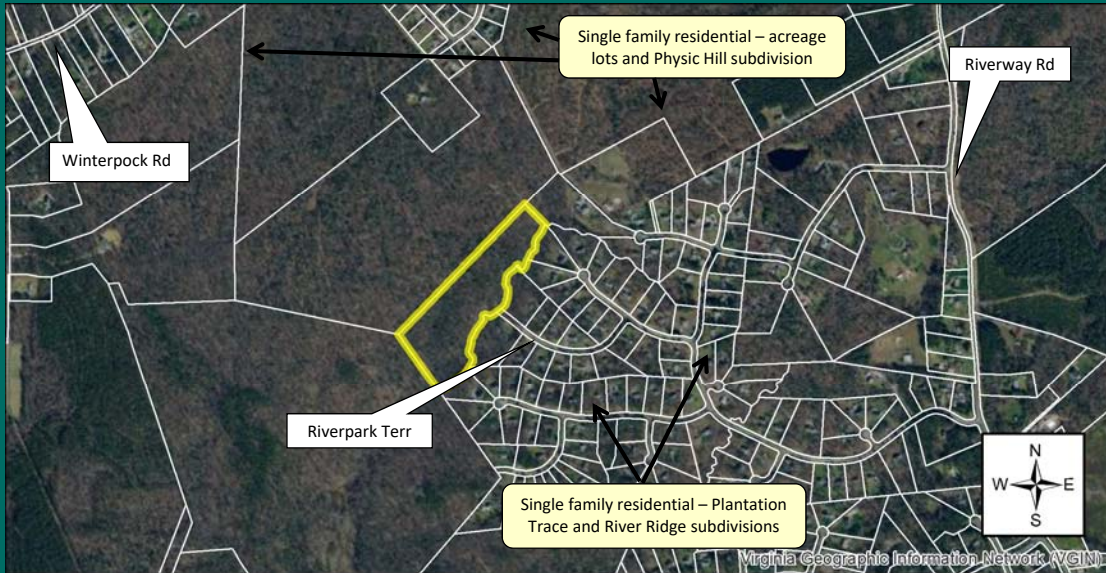 Single family residential – acreage
lots and Physic Hill subdivision
Riverway Rd
Winterpock Rd
Riverpark Terr
Single family residential – Plantation
Trace and River Ridge subdivisions
N
W
E
S
Virginia Geographic Information Network (VGIN)